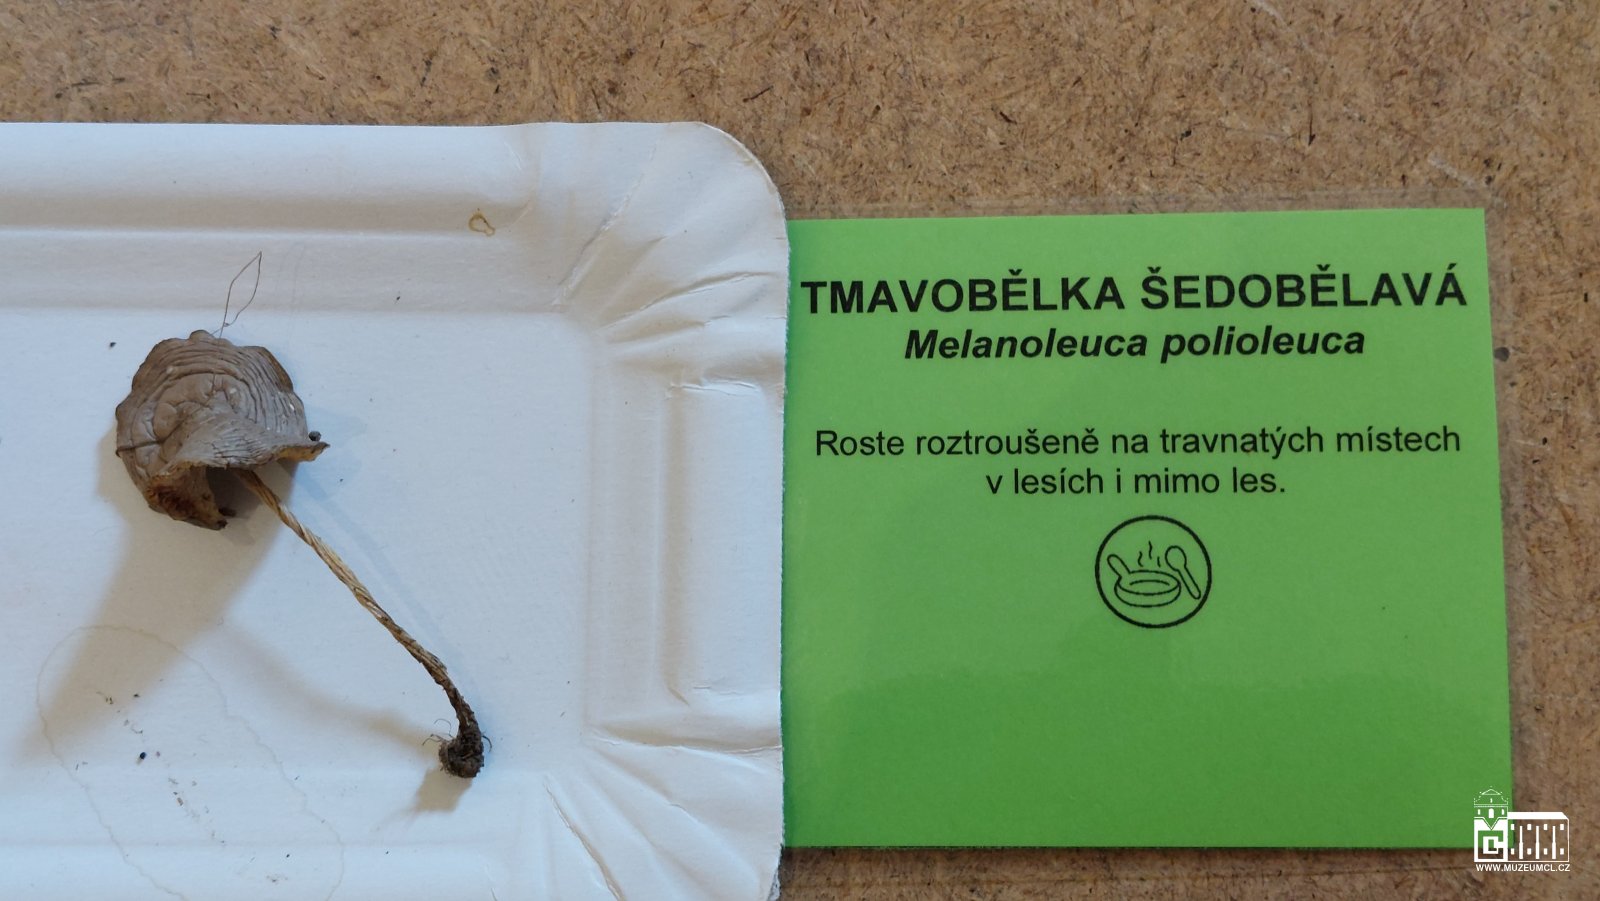 TMAVOBĚLKA ŠEDOBĚLAVÁ
Melanoleuca polioleuca
Roste roztroušeně na travnatých místech
v lesích i mimo les.
WWW.MUZEUMCL.CZ